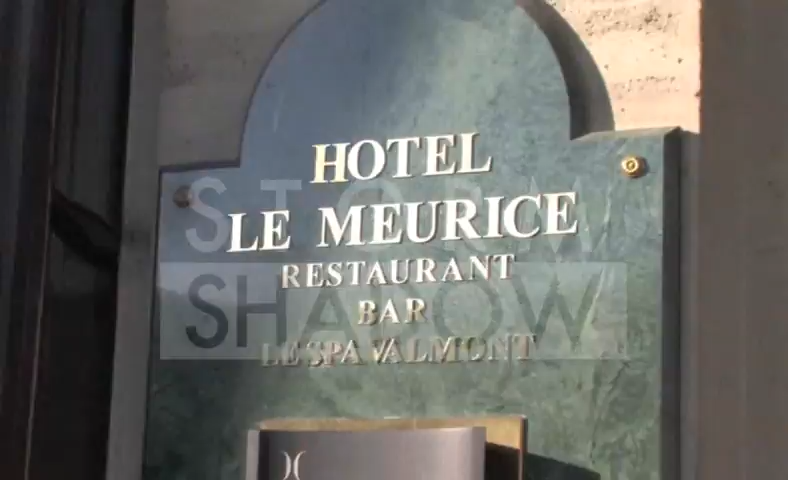 HOTEL
LE MEURICE
RESTAURANT
BAR
LE SPA VALMONT
STORM
SHADOW